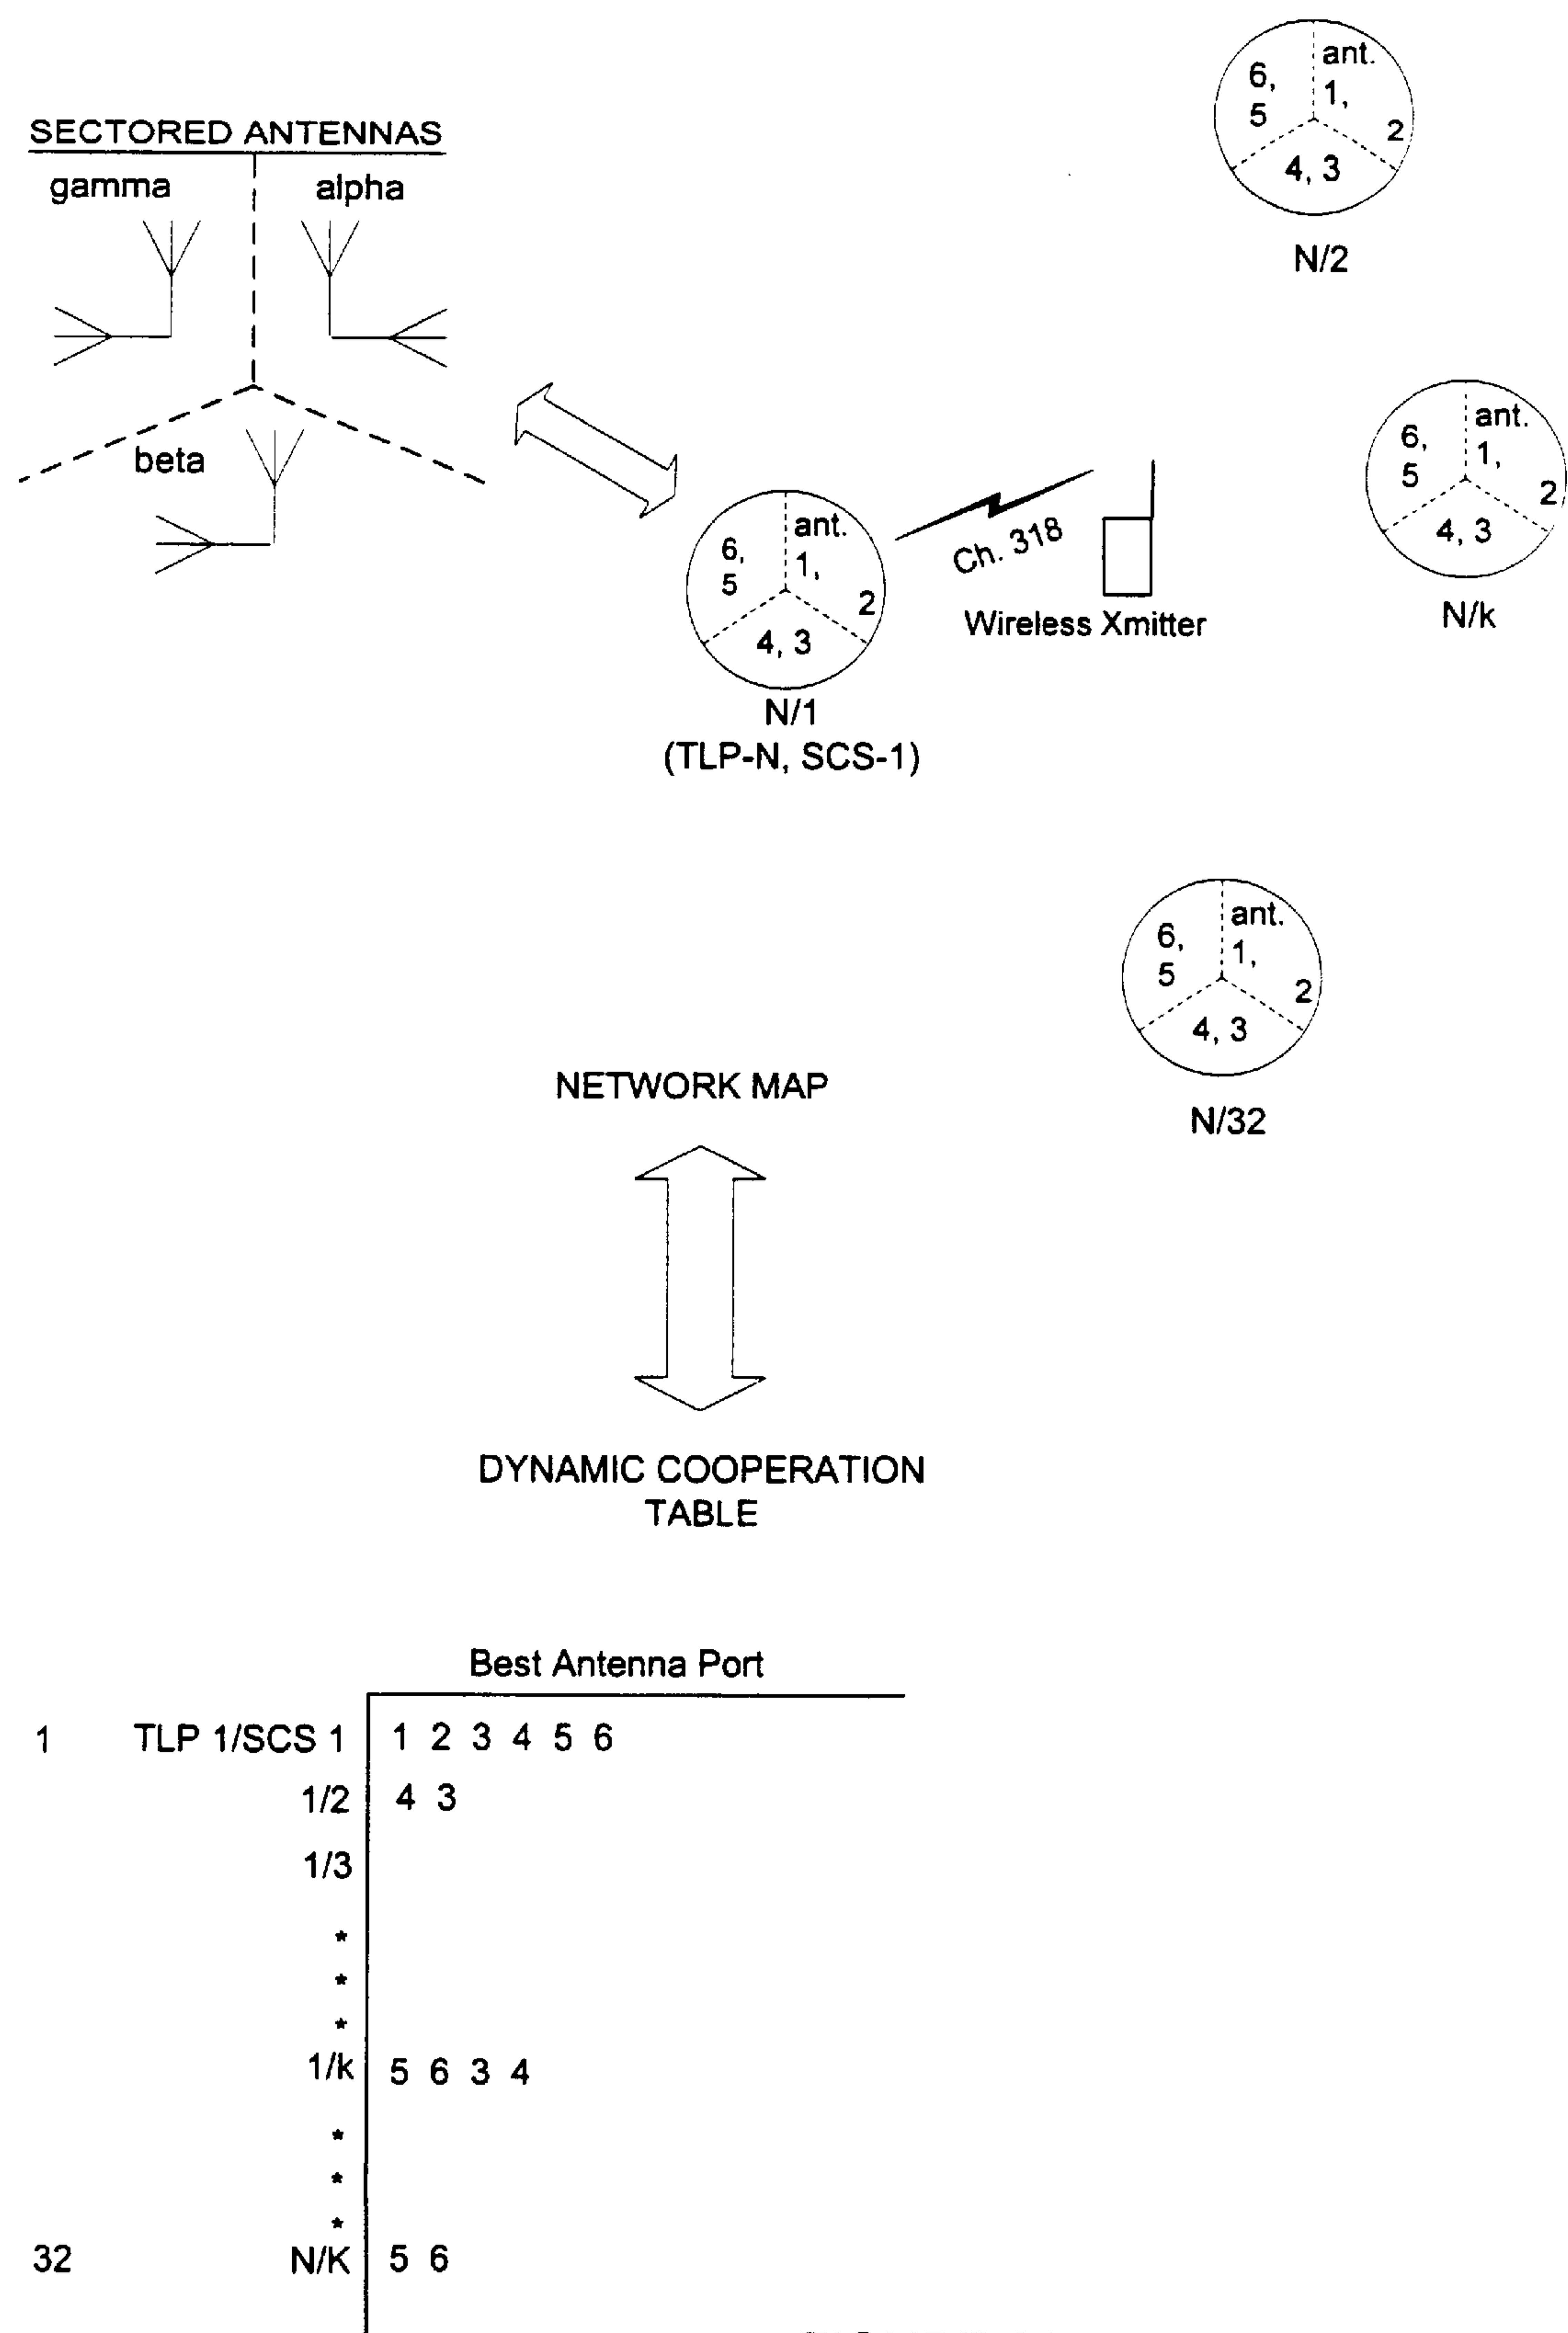 SECTORED ANTENNAS
gamma alpha
beta
ant.
6, 1,
5 2
4, 3
N/2
ant.
6, 1,
5 2
4, 3
N/k
ant.
6, 1,
5 2
4, 3
N/1
(TLP-N, SCS-1)
Ch. 318
Wireless Xmitter
ant.
6, 1,
5 2
4, 3
N/32
NETWORK MAP
DYNAMIC COOPERATION
TABLE
Best Antenna Port
1 TLP 1/SCS 1 1 2 3 4 5 6
1/2 4 3
1/3
*
*
*
1/k 5 6 3 4
*
*
*
32 N/K 5 6